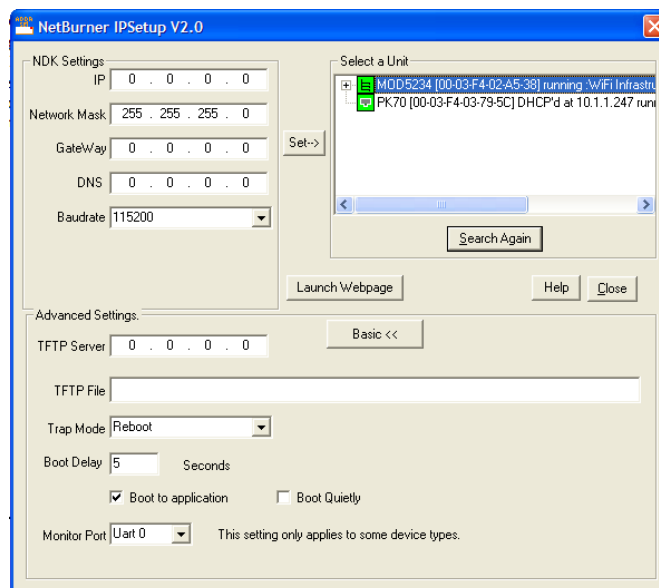 NetBurner IPSetup V2.0
NDK Settings
IP 0 . 0 . 0 . 0
Network Mask 255 . 255 . 255 . 0
GateWay 0 . 0 . 0 . 0
DNS 0 . 0 . 0 . 0
Baudrate 115200
Set-->
Select a Unit
MOD5234 [00-03-F4-02-A5-38] running :WiFi Infrastru
PK70 [00-03-F4-03-79-5C] DHCP'd at 10.1.1.247 runn
Search Again
Launch Webpage
Help
Close
Advanced Settings.
Basic <<
TFTP Server 0 . 0 . 0 . 0
TFTP File
Trap Mode Reboot
Boot Delay 5 Seconds
Boot to application
Boot Quietly
Monitor Port Uart 0
This setting only applies to some device types.